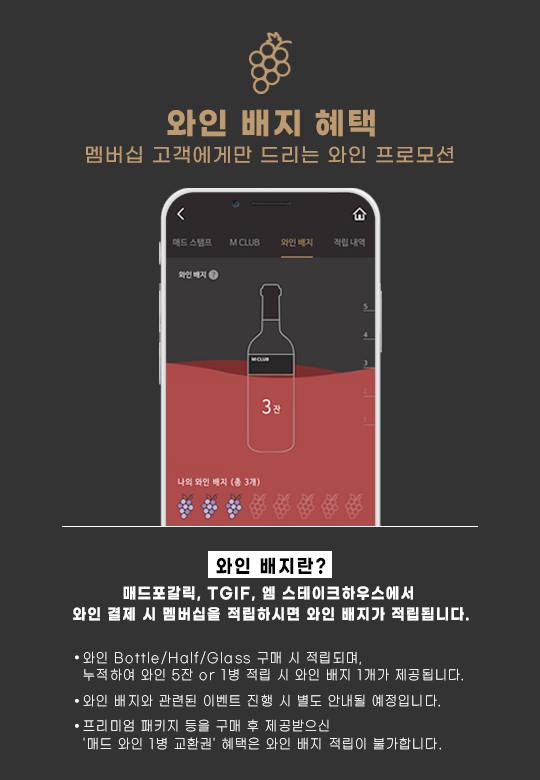 와인 배지 혜택
멤버십 고객에게만 드리는 와인 프로모션
매드 스탬프 M CLUB 와인 배지 적립 내역
와인 배지 ?
5
4
3
2
1
M CLUB
3잔
나의 와인 배지 (총 3개)
와인 배지란?
매드포갈릭, TGIF, 엠 스테이크하우스에서
와인 결제 시 멤버십을 적립하시면 와인 배지가 적립됩니다.
• 와인 Bottle/Half/Glass 구매 시 적립되며,
누적하여 와인 5잔 or 1병 적립 시 와인 배지 1개가 제공됩니다.
• 와인 배지와 관련된 이벤트 진행 시 별도 안내될 예정입니다.
• 프리미엄 패키지 등을 구매 후 제공받으신
'매드 와인 1병 교환권' 혜택은 와인 배지 적립이 불가합니다.